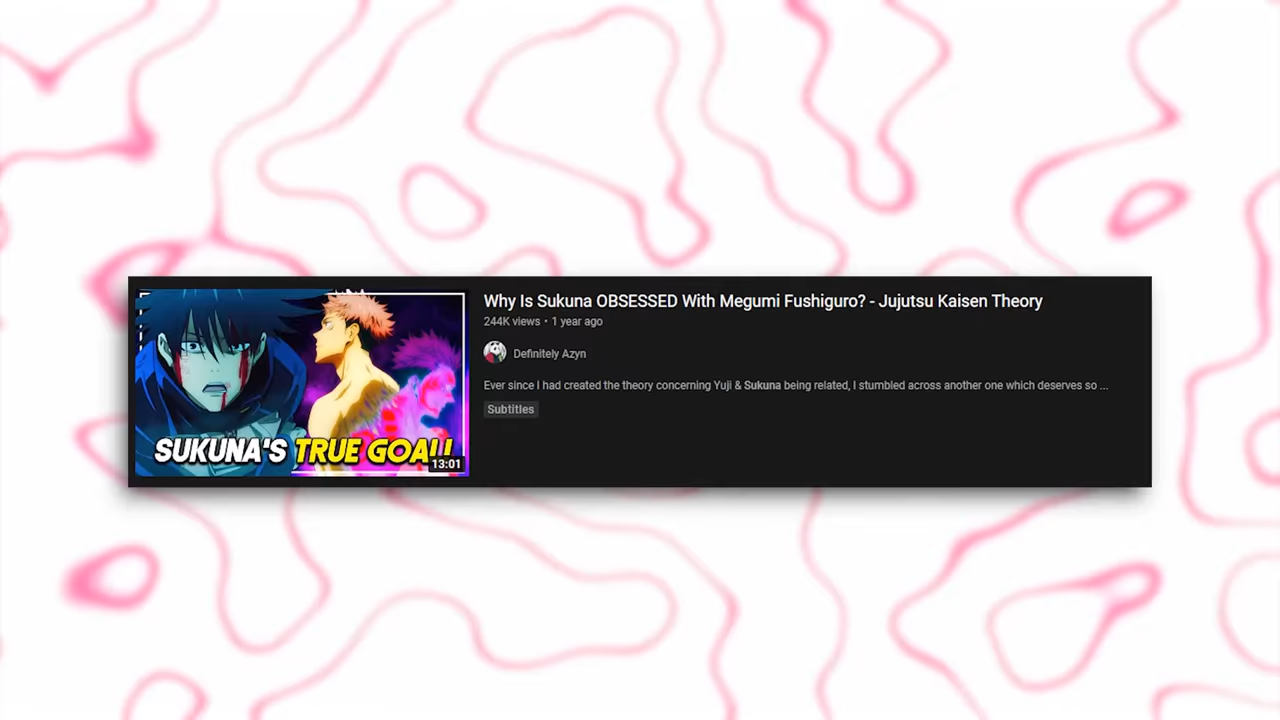 Why Is Sukuna OBSESSED With Megumi Fushiguro? - Jujutsu Kaisen Theory
244K views • 1 year ago
Definitely Azyn
Ever since I had created the theory concerning Yuji & Sukuna being related, I stumbled across another one which deserves so ...
Subtitles
SUKUNA'S TRUE GOAL!
13:01